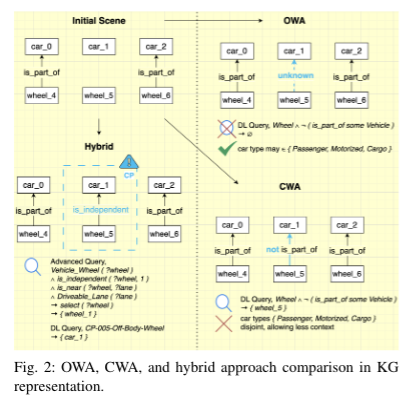 Initial Scene
car_0 car_1 car_2
is_part_of is_part_of
wheel_4 wheel_5 wheel_6
Hybrid
CP
car_0 car_1 car_2
is_part_of is_independent is_part_of
wheel_4 wheel_5 wheel_6
Advanced Query,
Vehicle_Wheel ( ?wheel )
∧ is_independent ( ?wheel, 1 )
∧ is_near ( ?wheel, ?lane )
∧ Driveable_Lane ( ?lane )
→ select ( ?wheel )
→ { wheel_1 }
DL Query, CP-005-Off-Body-Wheel
→ { car_1 }
OWA
car_0 car_1 car_2
is_part_of unknown is_part_of
wheel_4 wheel_5 wheel_6
DL Query, Wheel ∧ ¬ ( is_part_of some Vehicle )
→ ∅
car type may ∈ { Passenger, Motorized, Cargo }
CWA
car_0 car_1 car_2
is_part_of not is_part_of is_part_of
wheel_4 wheel_5 wheel_6
DL Query, Wheel ∧ ¬ ( is_part_of some Vehicle )
→ { wheel_5 }
car types { Passenger, Motorized, Cargo }
disjoint, allowing less context
Fig. 2: OWA, CWA, and hybrid approach comparison in KG
representation.